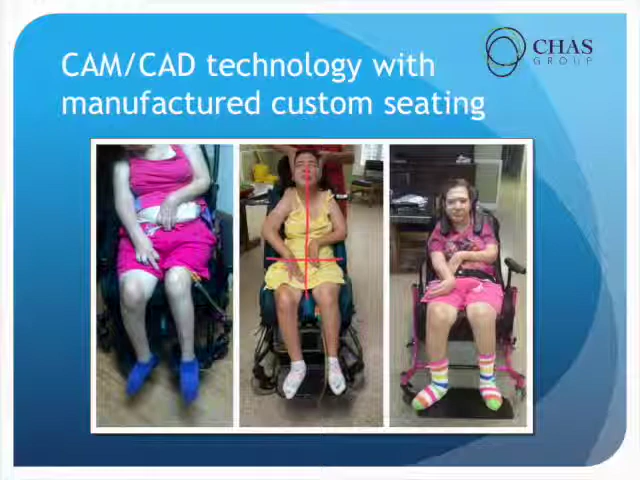 CAM/CAD technology with
manufactured custom seating
CHAS
GROUP